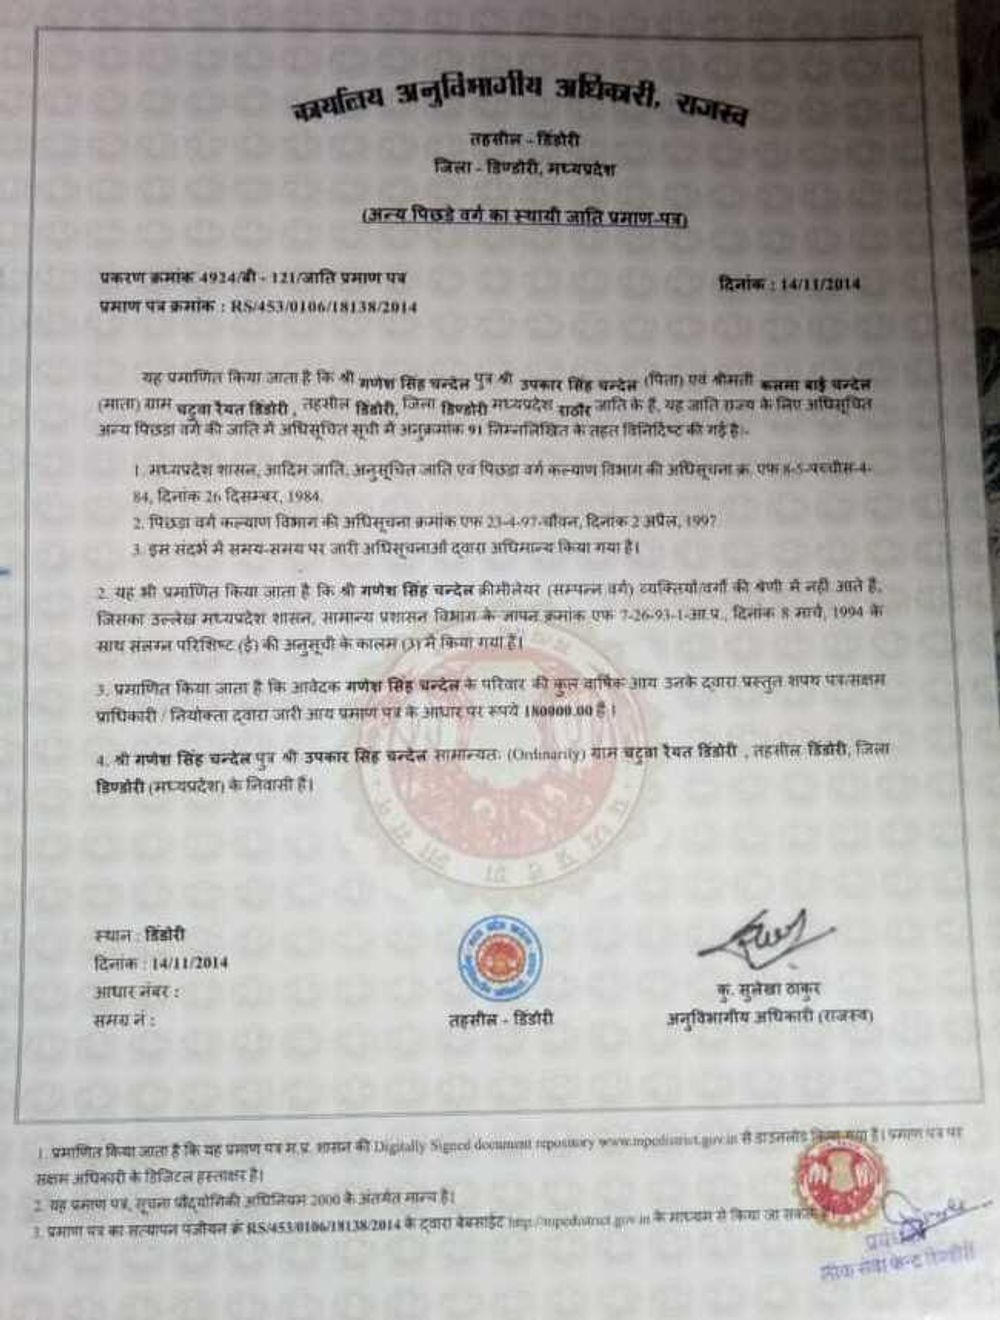 कार्यालय अनुविभागीय अधिकारी, राजस्व
तहसील - डिंडोरी
जिला - डिण्डोरी, मध्यप्रदेश
(अन्य पिछडे वर्ग का स्थायी जाति प्रमाण-पत्र)
प्रकरण क्रमांक 4924/बी - 121/जाति प्रमाण पत्र
दिनांक : 14/11/2014
प्रमाण पत्र क्रमांक : RS/453/0106/18138/2014
यह प्रमाणित किया जाता है कि श्री गणेश सिंह चन्देल पुत्र श्री उपकार सिंह चन्देल (पिता) एवं श्रीमती कलमा बाई चन्देल
(माता) ग्राम चटुवा रैयत डिंडोरी , तहसील डिंडोरी, जिला डिण्डोरी मध्यप्रदेश राठौर जाति के है, यह जाति राज्य के लिए अधिसूचित
अन्य पिछडा वर्ग की जाति में अधिसूचित सूची में अनुक्रमांक 91 निम्नलिखित के तहत विनिर्दिष्ट की गई है:-
1. मध्यप्रदेश शासन, आदिम जाति, अनुसूचित जाति एवं पिछडा वर्ग कल्याण विभाग की अधिसूचना क्र. एफ 8-5-पच्चीस-4-
84, दिनांक 26 दिसम्बर, 1984.
2. पिछडा वर्ग कल्याण विभाग की अधिसूचना क्रमांक एफ 23-4-97-चौवन, दिनांक 2 अप्रैल, 1997
3. इस संदर्भ में समय-समय पर जारी अधिसूचनाओं द्वारा अधिमान्य किया गया है।
2. यह भी प्रमाणित किया जाता है कि श्री गणेश सिंह चन्देल क्रीमीलेयर (सम्पन्न वर्ग) व्यक्तियों/वर्गों की श्रेणी में नहीं आते है,
जिसका उल्लेख मध्यप्रदेश शासन, सामान्य प्रशासन विभाग के ज्ञापन क्रमांक एफ 7-26-93-1-आ.प., दिनांक 8 मार्च, 1994 के
साथ संलग्न परिशिष्ट (ई) की अनुसूची के कालम (3) में किया गया है।
3. प्रमाणित किया जाता है कि आवेदक गणेश सिंह चन्देल के परिवार की कुल वार्षिक आय उनके द्वारा प्रस्तुत शपथ पत्र/सक्षम
प्राधिकारी / नियोक्ता द्वारा जारी आय प्रमाण पत्र के आधार पर रूपये 180000.00 है ।
4. श्री गणेश सिंह चन्देल पुत्र श्री उपकार सिंह चन्देल सामान्यतः (Ordinarily) ग्राम चटुवा रैयत डिंडोरी , तहसील डिंडोरी, जिला
डिण्डोरी (मध्यप्रदेश) के निवासी हैं।
स्थान : डिंडोरी
दिनांक : 14/11/2014
आधार नंबर :
समग्र नं :
तहसील - डिंडोरी
कु. सुलेखा ठाकुर
अनुविभागीय अधिकारी (राजस्व)
1. प्रमाणित किया जाता है कि यह प्रमाण पत्र म.प्र. शासन की Digitally Signed document repository www.mpedistrict.gov.in से डाउनलोड किया गया है। प्रमाण पत्र पर
सक्षम अधिकारी के डिजिटल हस्ताक्षर है।
2. यह प्रमाण पत्र, सूचना प्रौद्योगिकी अधिनियम 2000 के अंतर्गत मान्य है।
3. प्रमाण पत्र का सत्यापन पंजीयन क्रं RS/453/0106/18138/2014 के द्वारा वेबसाईट http://mpedistrict.gov.in के माध्यम से किया जा सकता
लोक सेवा केन्द्र डिण्डोरी